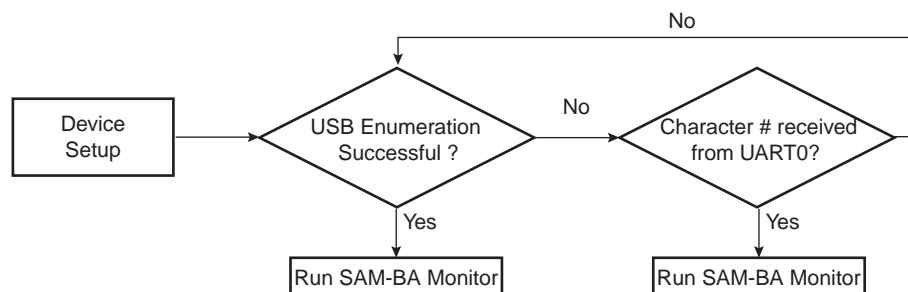 No
Device
Setup
USB Enumeration
Successful ?
No
Character # received
from UART0?
Yes
Yes
Run SAM-BA Monitor
Run SAM-BA Monitor